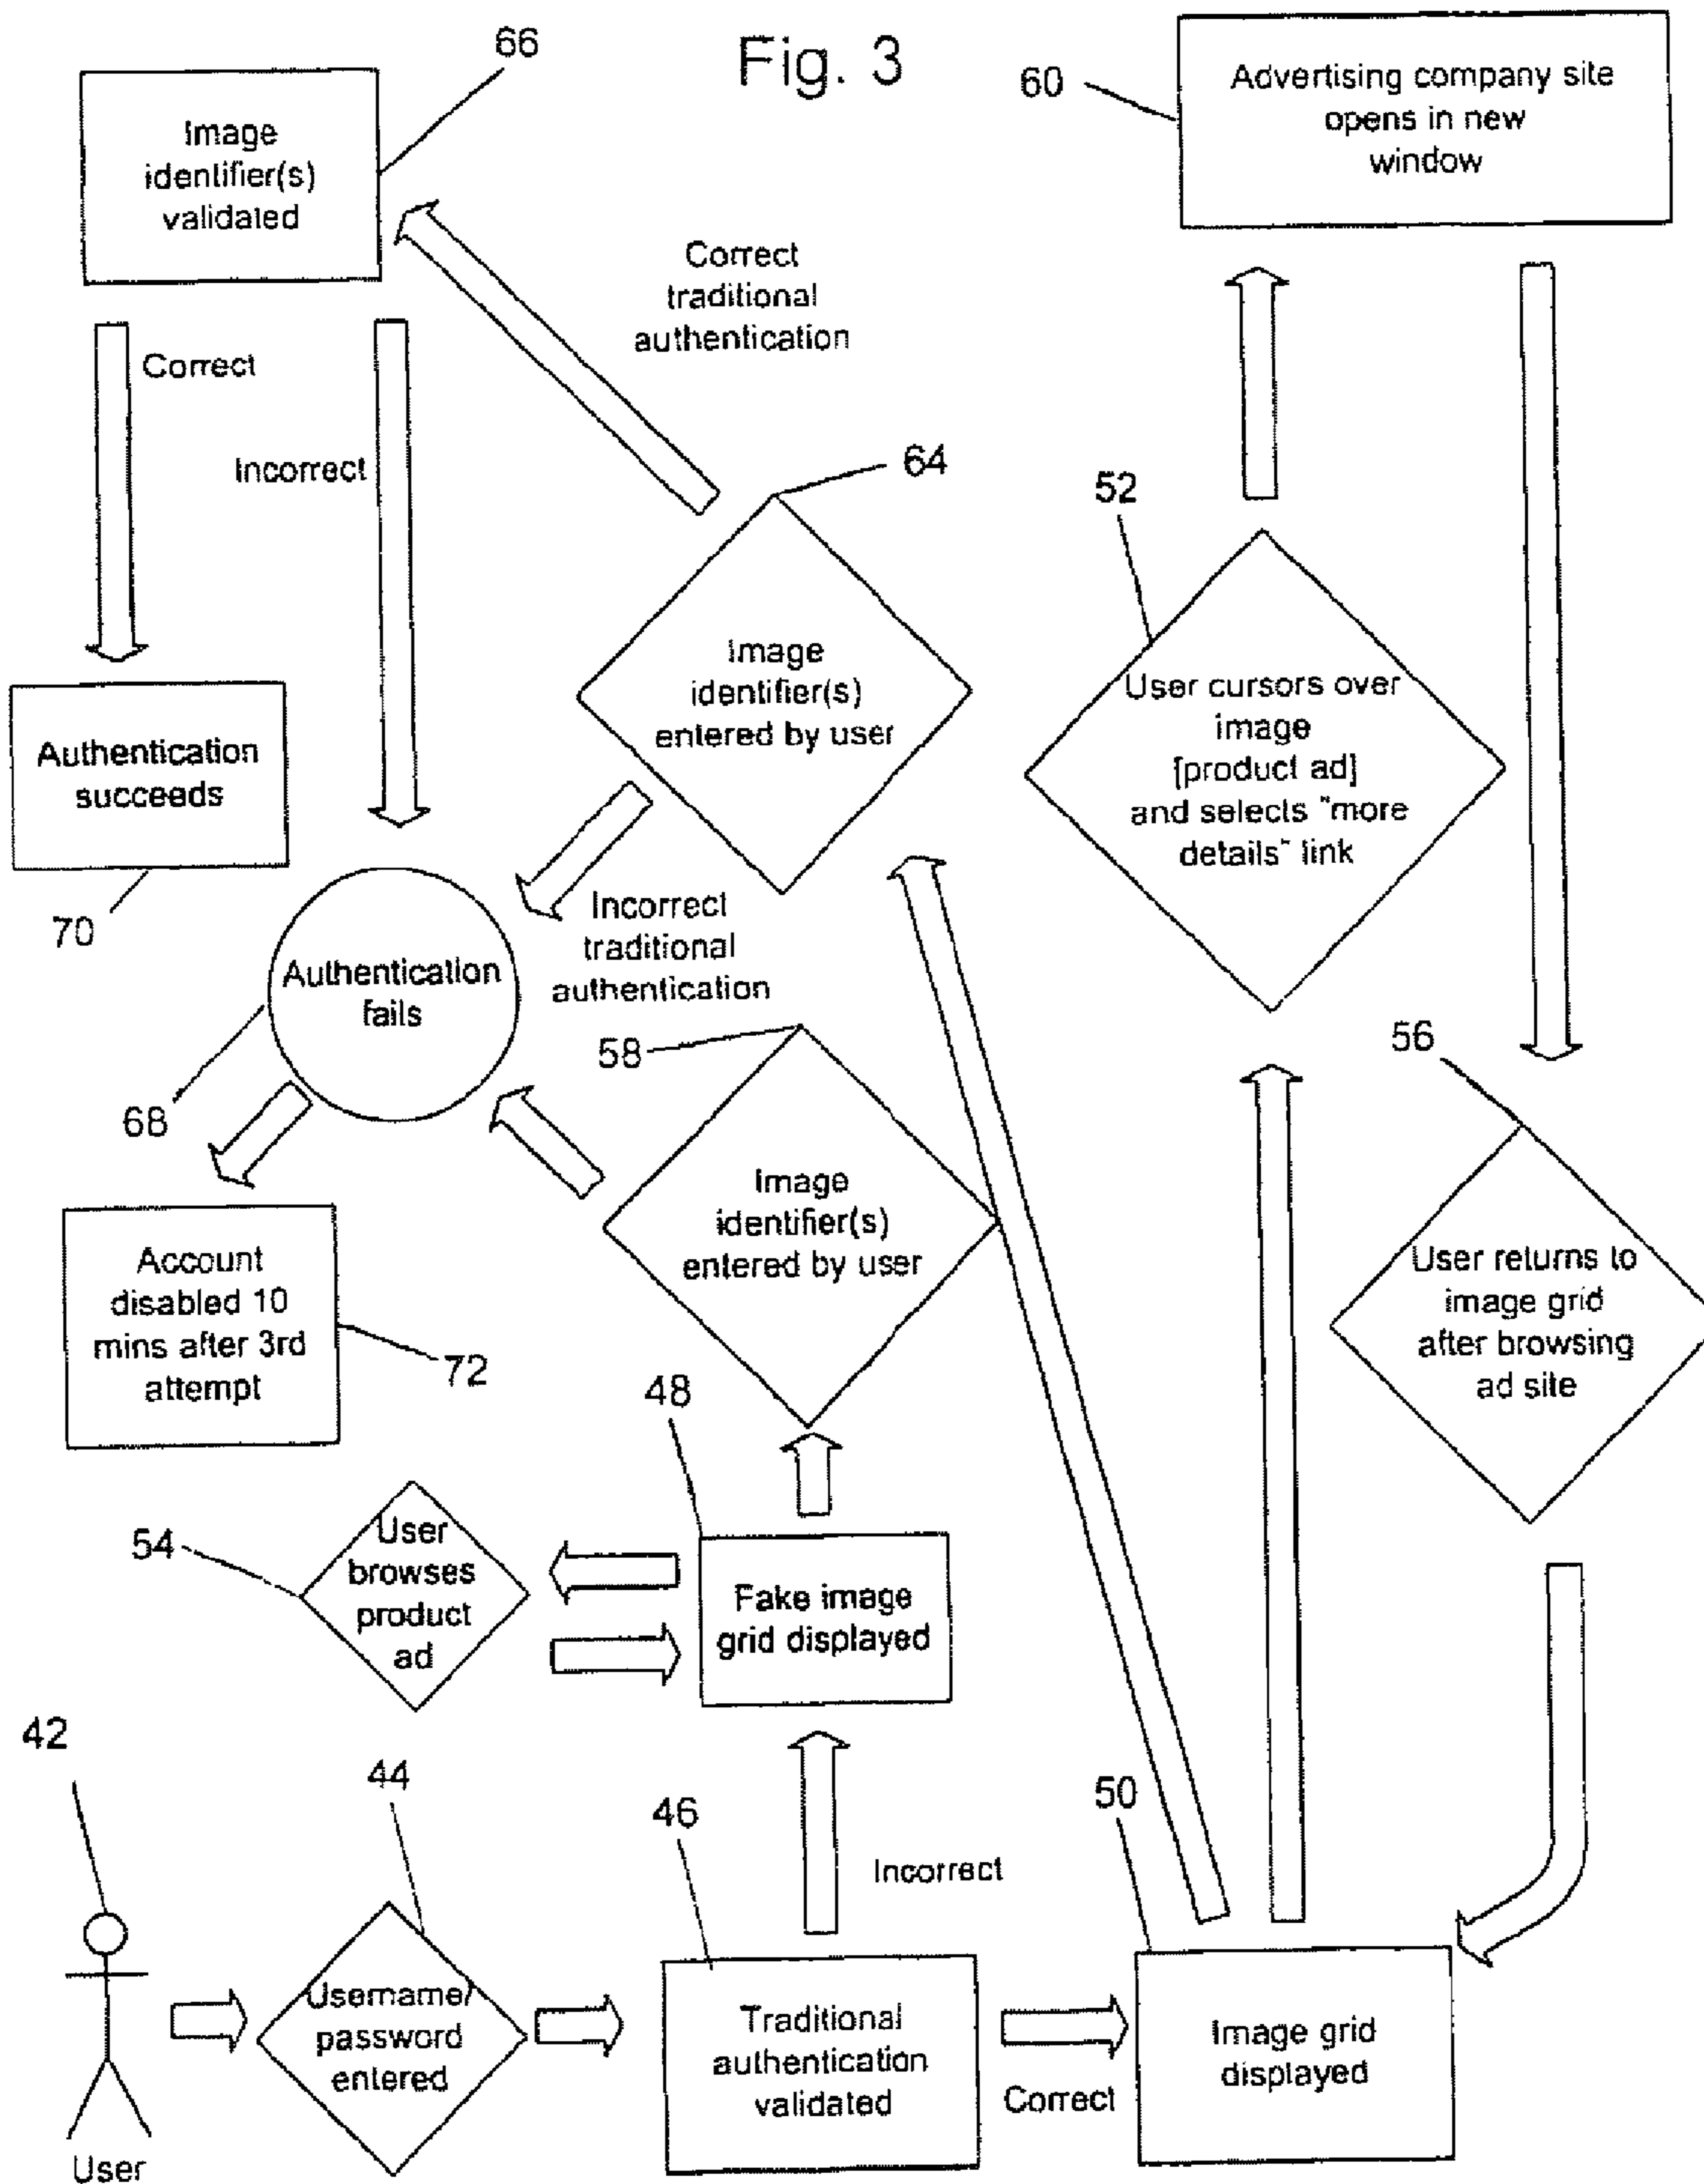 Fig. 3
66
60
Image
identifier(s)
validated
Advertising company site
opens in new
window
Correct
traditional
authentication
Correct
Incorrect
64
52
Image
identifier(s)
entered by user
User cursors over
image
[product ad]
and selects "more
details" link
Authentication
succeeds
70
Incorrect
traditional
authentication
Authentication
fails
68
58
56
Image
identifier(s)
entered by user
User returns to
image grid
after browsing
ad site
Account
disabled 10
mins after 3rd
attempt
72
48
54
User
browses
product
ad
Fake image
grid displayed
42
44
46
50
Incorrect
Username/
password
entered
Traditional
authentication
validated
Correct
Image grid
displayed
User